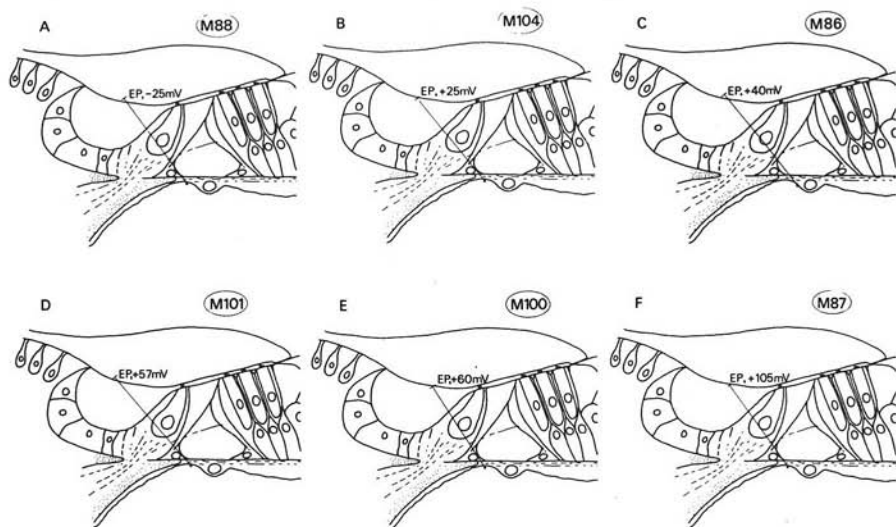 A M88
B M104
C M86
EP, -25mV
EP, +25mV
EP, +40mV
D M101
E M100
F M87
EP, +57mV
EP, +60mV
EP, +105mV